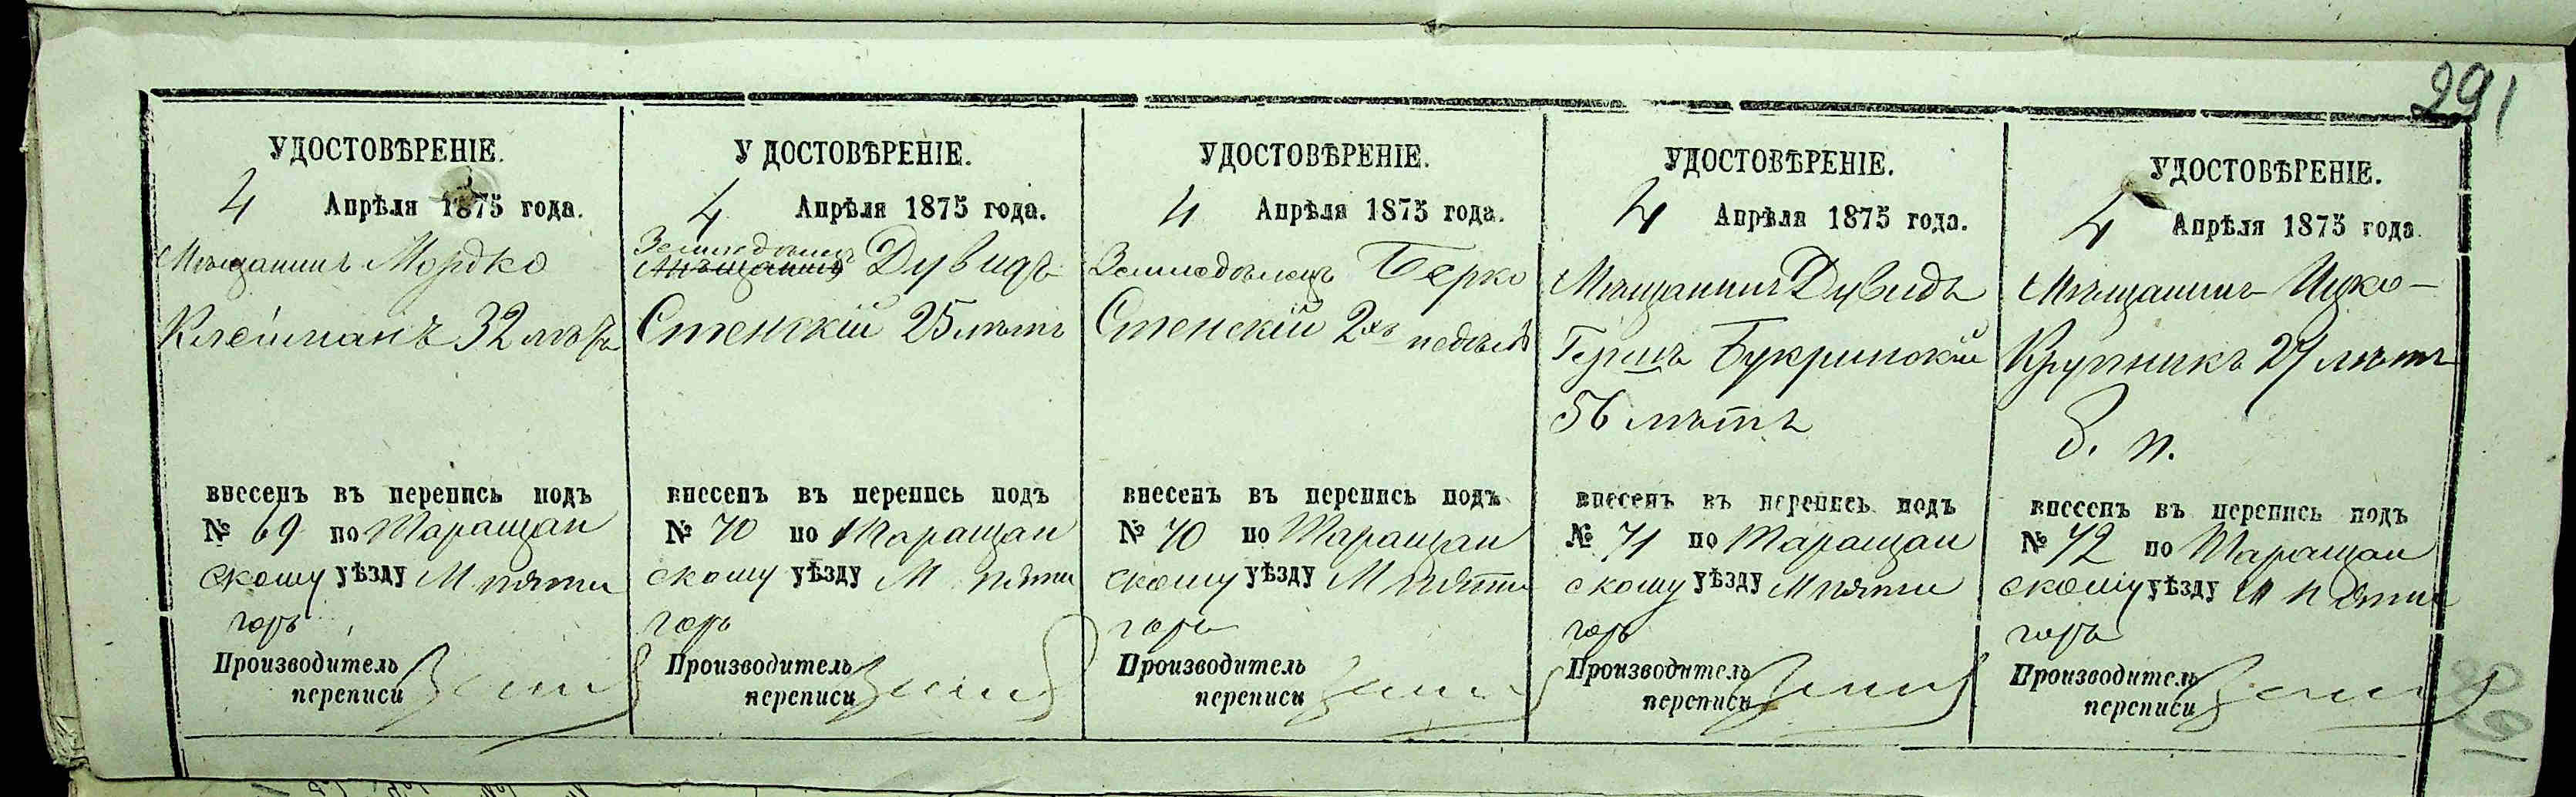 291
УДОСТОВѢРЕНІЕ.
4 Апрѣля 1875 года.
Мѣщанинъ Мордко
Клейманъ 32 лѣтъ
внесенъ въ перепись подъ
№ 69 по Таращан
скому уѣзду М Пяти
горъ
Производитель
переписи
У ДОСТОВѢРЕНІЕ.
4 Апрѣля 1875 года.
Земледѣлецъ
Мѣщанинъ Дувидъ
Стенскій 25 лѣтъ
внесенъ въ перепись подъ
№ 70 по Таращан
скому уѣзду М Пяти
горъ
Производитель
переписи
УДОСТОВѢРЕНІЕ.
4 Апрѣля 1875 года.
Земледѣлецъ Берко
Стенскій 2хъ недѣль
внесенъ въ перепись подъ
№ 70 по Таращан
скому уѣзду М Пяти
горъ
Производитель
переписи
УДОСТОВѢРЕНІЕ.
4 Апрѣля 1875 года.
Мѣщанинъ Дувидъ
Гершъ Букринскій
56 лѣтъ
внесенъ въ перепись подъ
№ 71 по Таращан
скому уѣзду М Пяти
горъ
Производитель
переписи
УДОСТОВѢРЕНІЕ.
4 Апрѣля 1875 года.
Мѣщанинъ Ицко –
Крупникъ 29 лѣтъ
б. п.
внесенъ въ перепись подъ
№ 72 по Таращан
скому уѣзду М Пяти
горъ
Производитель
переписи